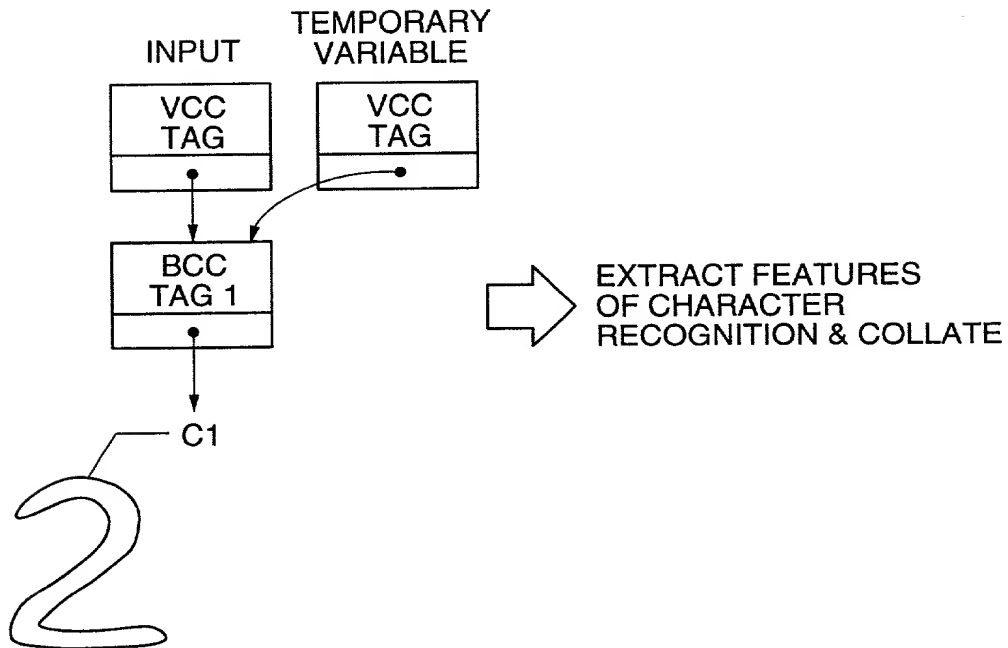 INPUT
TEMPORARY
VARIABLE
VCC
TAG
VCC
TAG
BCC
TAG 1
EXTRACT FEATURES
OF CHARACTER
RECOGNITION & COLLATE
C1
2